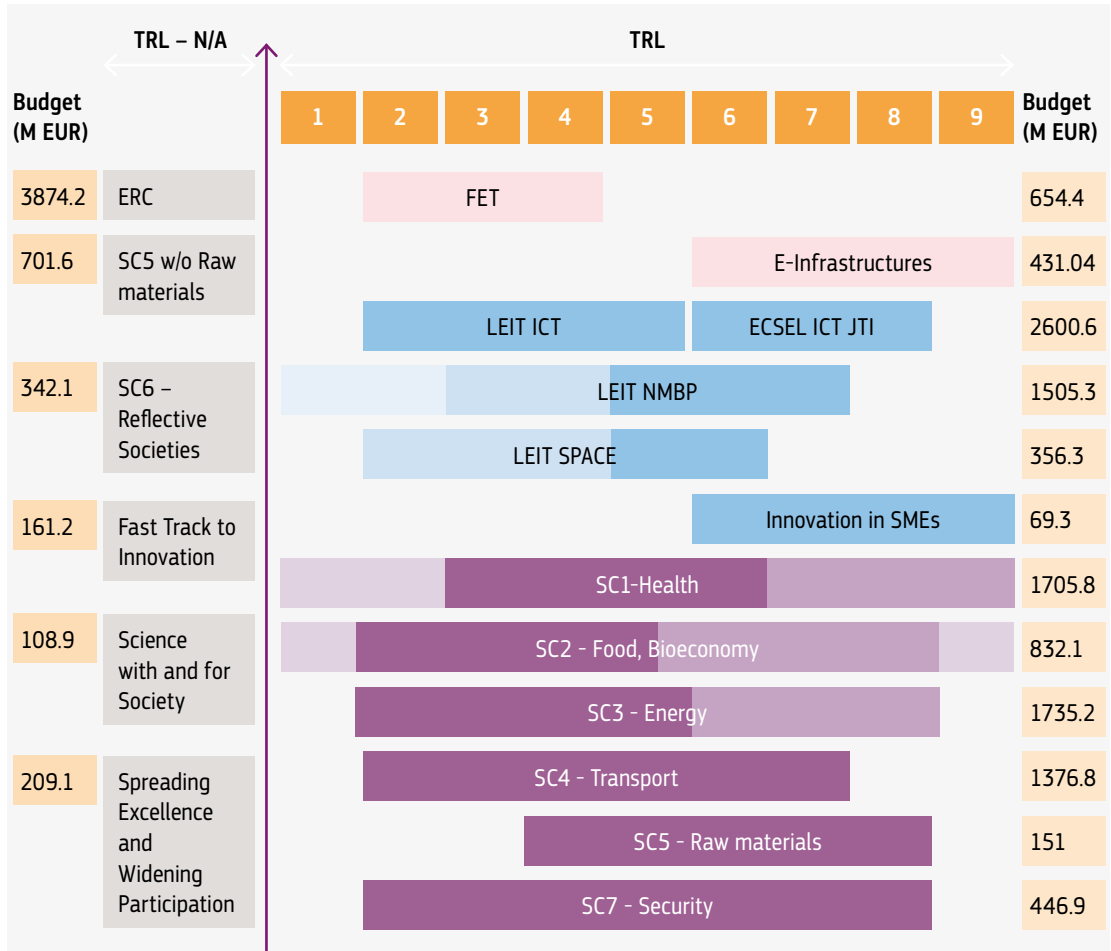 TRL – N/A
TRL
Budget
(M EUR)
1 2 3 4 5 6 7 8 9
Budget
(M EUR)
3874.2
ERC
FET
654.4
701.6
SC5 w/o Raw
materials
E-Infrastructures
431.04
LEIT ICT
ECSEL ICT JTI
2600.6
342.1
SC6 –
Reflective
Societies
LEIT NMBP
1505.3
LEIT SPACE
356.3
161.2
Fast Track to
Innovation
Innovation in SMEs
69.3
SC1-Health
1705.8
108.9
Science
with and for
Society
SC2 - Food, Bioeconomy
832.1
SC3 - Energy
1735.2
209.1
Spreading
Excellence
and
Widening
Participation
SC4 - Transport
1376.8
SC5 - Raw materials
151
SC7 - Security
446.9